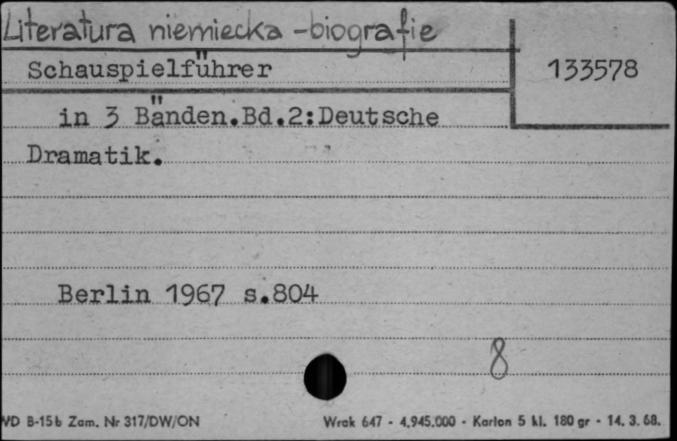 Literatura niemiecka - biografie
Schauspielführer
133578
in 3 Bänden.Bd.2:Deutsche
Dramatik.
Berlin 1967 s.804
8
WD B-15b Zam. Nr 317/DW/ON
Wrak 647 - 4.945.000 - Karton 5 kl. 180 gr - 14. 3. 68.